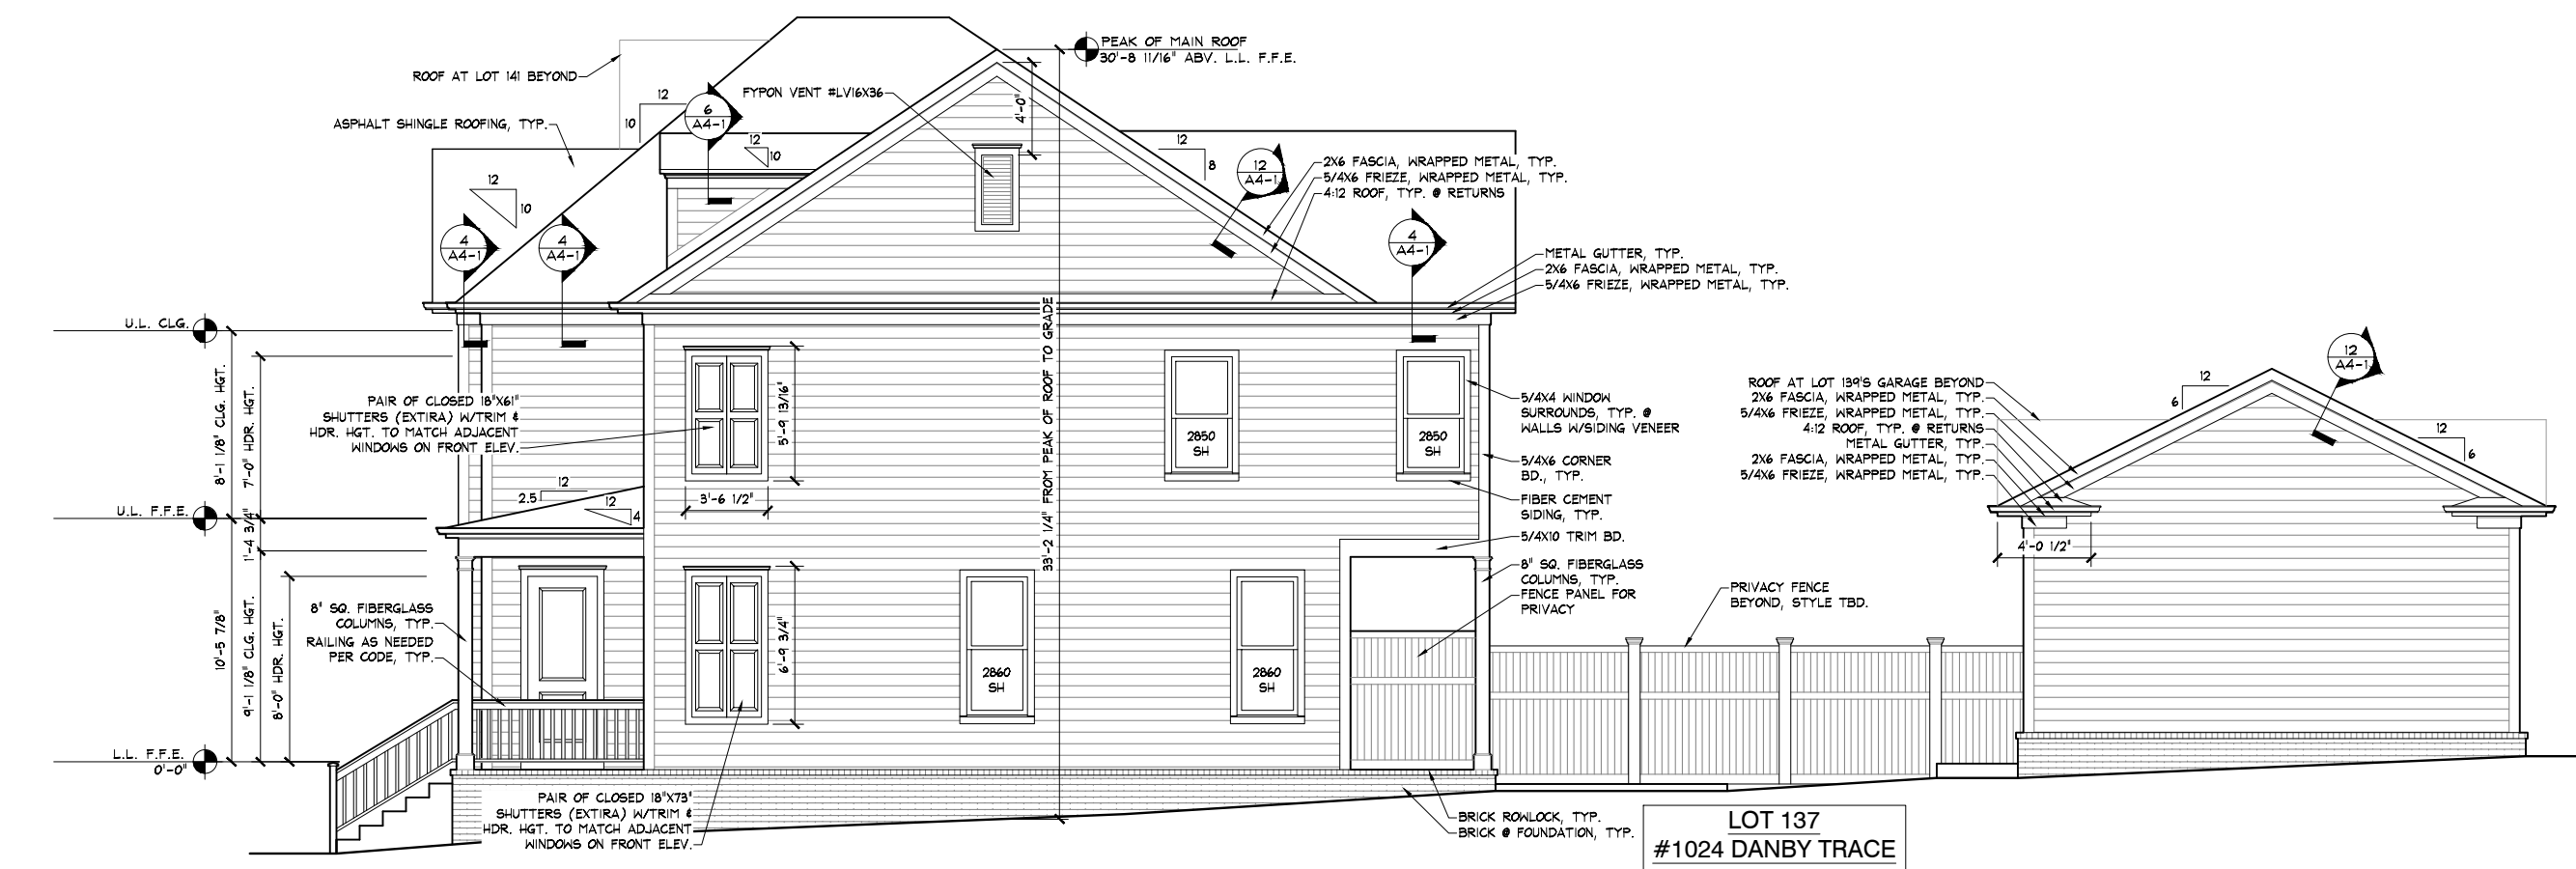 PEAK OF MAIN ROOF
30'-8 11/16" ABV. L.L. F.F.E.
ROOF AT LOT 141 BEYOND
FYPON VENT #LV16X36
ASPHALT SHINGLE ROOFING, TYP.
12
10
6
A4-1
12
10
4'-0"
12
8
12
A4-1
2X6 FASCIA, WRAPPED METAL, TYP.
5/4X6 FRIEZE, WRAPPED METAL, TYP.
4:12 ROOF, TYP. @ RETURNS
12
10
4
A4-1
4
A4-1
4
A4-1
METAL GUTTER, TYP.
2X6 FASCIA, WRAPPED METAL, TYP.
5/4X6 FRIEZE, WRAPPED METAL, TYP.
U.L. CLG.
8'-1 1/8" CLG. HGT.
7'-0" HDR. HGT.
PAIR OF CLOSED 18"X61"
SHUTTERS (EXTIRA) W/TRIM &
HDR. HGT. TO MATCH ADJACENT
WINDOWS ON FRONT ELEV.
5'-9 13/16"
3'-6 1/2"
33'-2 1/4" FROM PEAK OF ROOF TO GRADE
2850
SH
2850
SH
5/4X4 WINDOW
SURROUNDS, TYP. @
WALLS W/SIDING VENEER
5/4X6 CORNER
BD., TYP.
FIBER CEMENT
SIDING, TYP.
5/4X10 TRIM BD.
8" SQ. FIBERGLASS
COLUMNS, TYP.
FENCE PANEL FOR
PRIVACY
U.L. F.F.E.
12
2.5
12
4
1'-4 3/4"
10'-5 7/8"
9'-1 1/8" CLG. HGT.
8'-0" HDR. HGT.
8" SQ. FIBERGLASS
COLUMNS, TYP.
RAILING AS NEEDED
PER CODE, TYP.
6'-9 3/4"
2860
SH
2860
SH
L.L. F.F.E.
0'-0"
PAIR OF CLOSED 18"X73"
SHUTTERS (EXTIRA) W/TRIM &
HDR. HGT. TO MATCH ADJACENT
WINDOWS ON FRONT ELEV.
BRICK ROWLOCK, TYP.
BRICK @ FOUNDATION, TYP.
PRIVACY FENCE
BEYOND, STYLE TBD.
ROOF AT LOT 139'S GARAGE BEYOND
2X6 FASCIA, WRAPPED METAL, TYP.
5/4X6 FRIEZE, WRAPPED METAL, TYP.
4:12 ROOF, TYP. @ RETURNS
METAL GUTTER, TYP.
2X6 FASCIA, WRAPPED METAL, TYP.
5/4X6 FRIEZE, WRAPPED METAL, TYP.
12
6
12
A4-1
12
6
4'-0 1/2"
LOT 137
#1024 DANBY TRACE